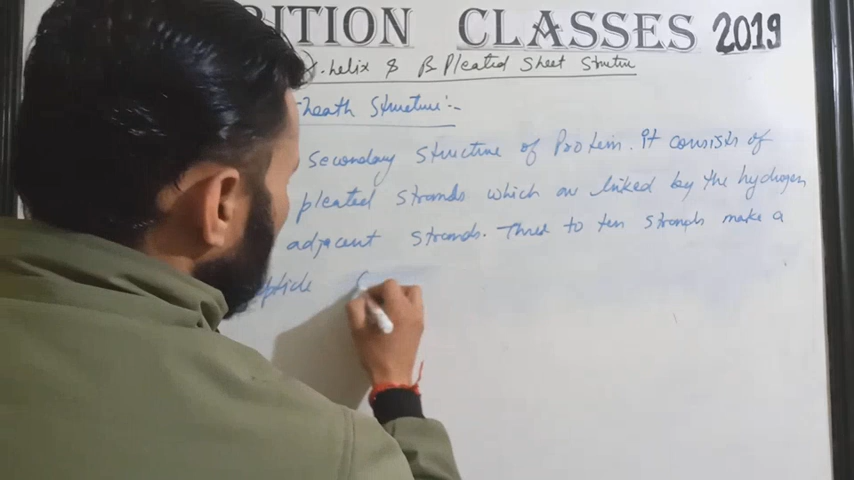 BITION CLASSES 2019
α.helix & β Pleated Sheet Structure
Sheath Structure:-
Secondary structure of Protein. It consists of
pleated strands which are linked by the hydrogen
adjacent strands. Three to ten strands make a